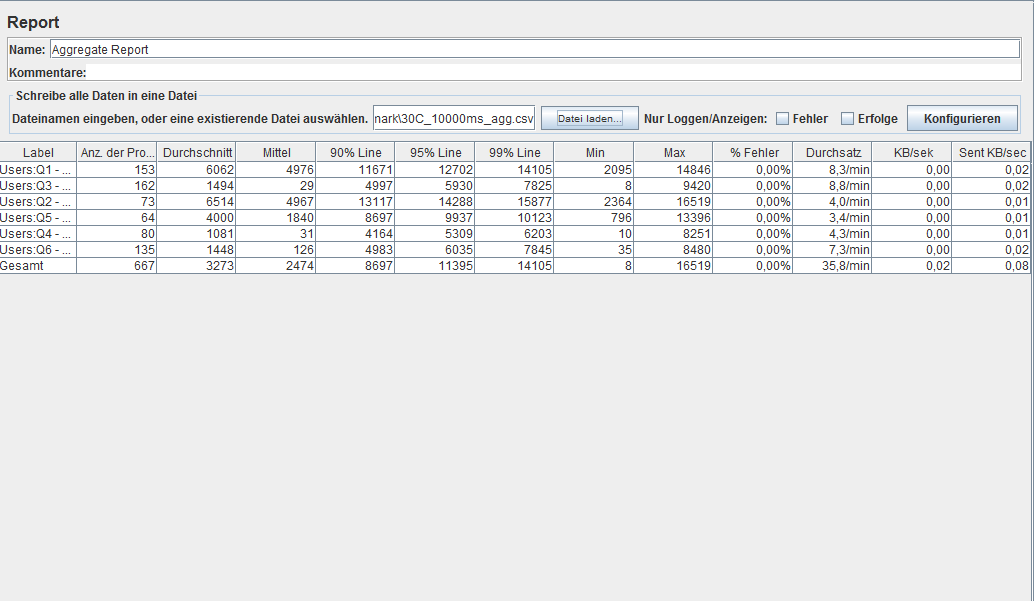 Report
Name: Aggregate Report
Kommentare:
Schreibe alle Daten in eine Datei
Dateinamen eingeben, oder eine existierende Datei auswählen. nark\30C_10000ms_agg.csv Datei laden... Nur Loggen/Anzeigen: Fehler Erfolge Konfigurieren
Label Anz. der Pro... Durchschnitt Mittel 90% Line 95% Line 99% Line Min Max % Fehler Durchsatz KB/sek Sent KB/sec
Users:Q1 - ... 153 6062 4976 11671 12702 14105 2095 14846 0,00% 8,3/min 0,00 0,02
Users:Q3 - ... 162 1494 29 4997 5930 7825 8 9420 0,00% 8,8/min 0,00 0,02
Users:Q2 - ... 73 6514 4967 13117 14288 15877 2364 16519 0,00% 4,0/min 0,00 0,01
Users:Q5 - ... 64 4000 1840 8697 9937 10123 796 13396 0,00% 3,4/min 0,00 0,01
Users:Q4 - ... 80 1081 31 4164 5309 6203 10 8251 0,00% 4,3/min 0,00 0,01
Users:Q6 - ... 135 1448 126 4983 6035 7845 35 8480 0,00% 7,3/min 0,00 0,02
Gesamt 667 3273 2474 8697 11395 14105 8 16519 0,00% 35,8/min 0,02 0,08